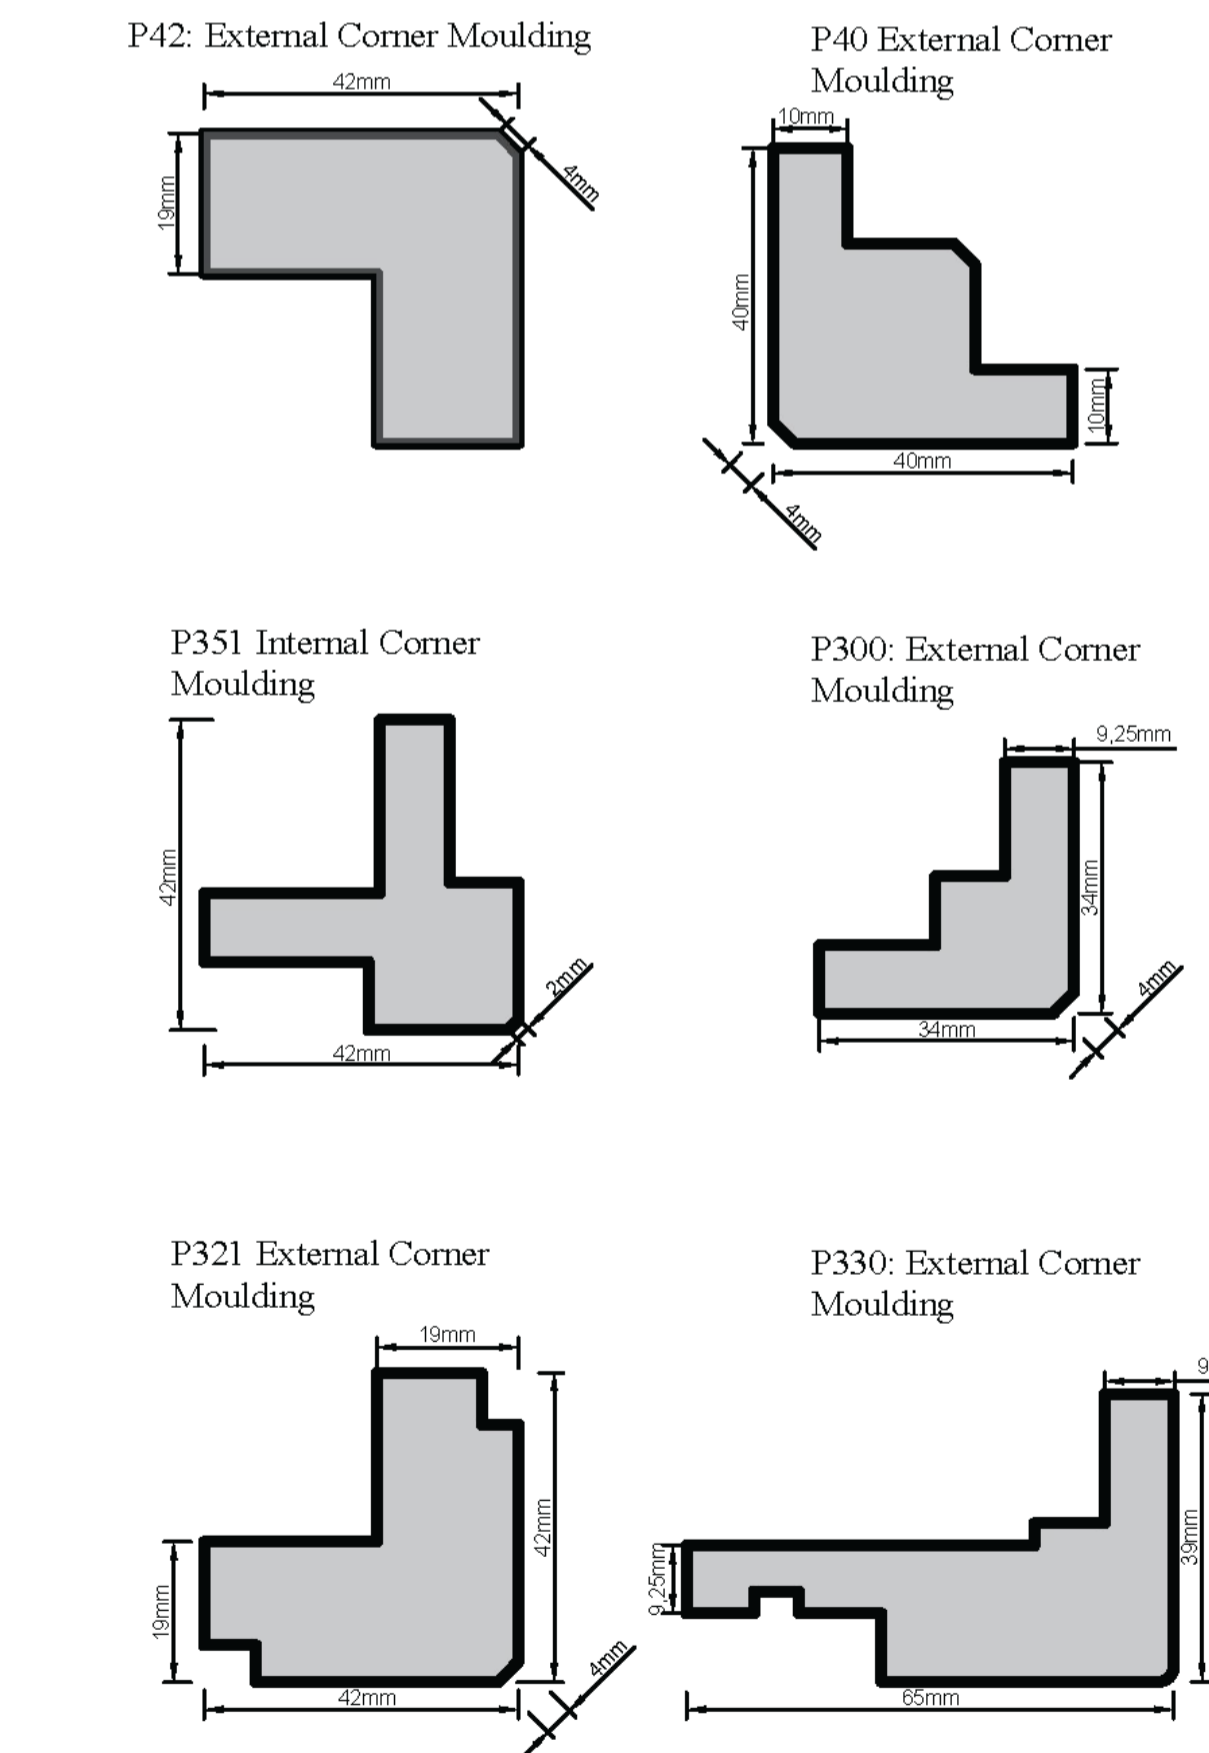 P42: External Corner Moulding
42mm
19mm
4mm
P40 External Corner
Moulding
10mm
40mm
10mm
40mm
4mm
P351 Internal Corner
Moulding
42mm
2mm
42mm
P300: External Corner
Moulding
9,25mm
34mm
4mm
34mm
P321 External Corner
Moulding
19mm
42mm
19mm
4mm
42mm
P330: External Corner
Moulding
9
39mm
9,25mm
65mm